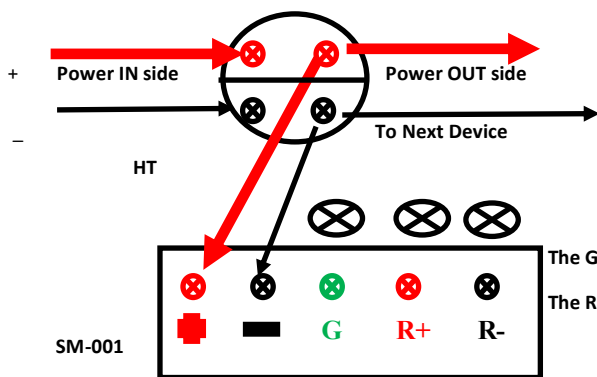 + Power IN side Power OUT side
_ To Next Device
HT
The G
The R
G R+ R-
SM-001